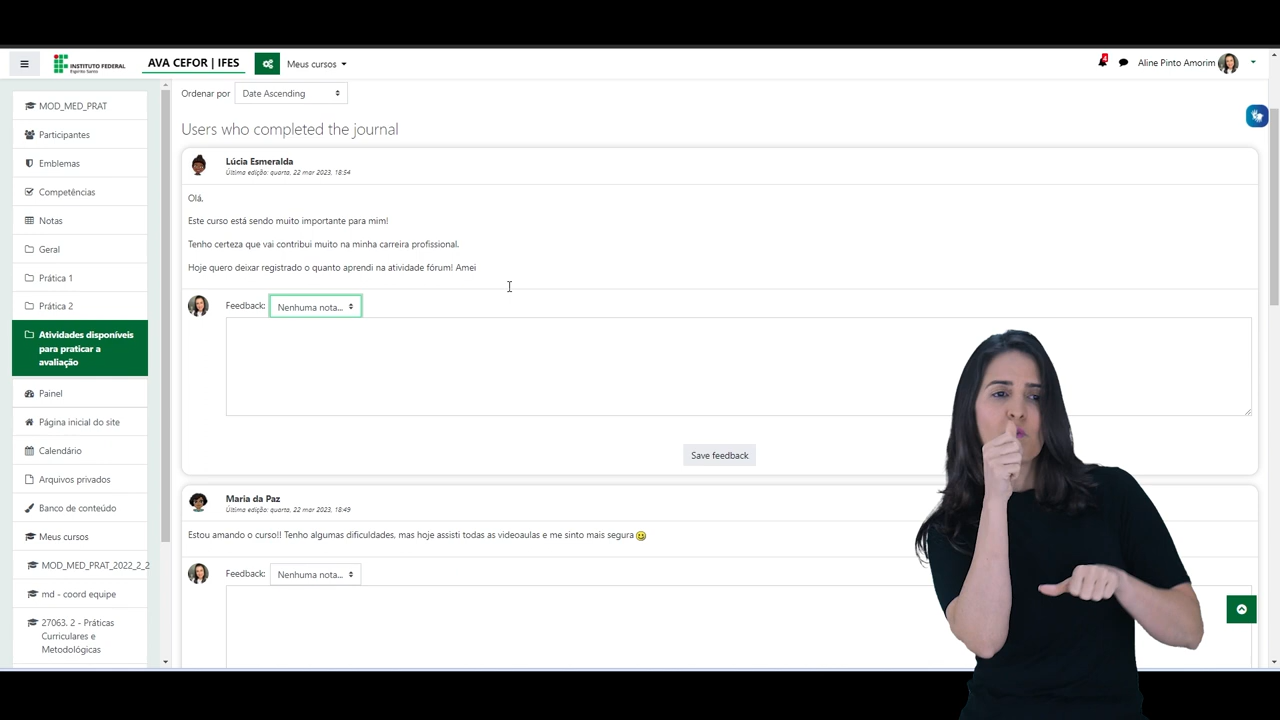 INSTITUTO FEDERAL
Espírito Santo
AVA CEFOR | IFES
Meus cursos
Aline Pinto Amorim
MOD_MED_PRAT
Participantes
Emblemas
Competências
Notas
Geral
Prática 1
Prática 2
Atividades disponíveis
para praticar a
avaliação
Painel
Página inicial do site
Calendário
Arquivos privados
Banco de conteúdo
Meus cursos
MOD_MED_PRAT_2022_2_2
md - coord equipe
27063. 2 - Práticas
Curriculares e
Metodológicas
Ordenar por Date Ascending
Users who completed the journal
Lúcia Esmeralda
Última edição: quarta, 22 mar 2023, 18:54
Olá,
Este curso está sendo muito importante para mim!
Tenho certeza que vai contribui muito na minha carreira profissional.
Hoje quero deixar registrado o quanto aprendi na atividade fórum! Amei
Feedback: Nenhuma nota...
Save feedback
Maria da Paz
Última edição: quarta, 22 mar 2023, 18:49
Estou amando o curso!! Tenho algumas dificuldades, mas hoje assisti todas as videoaulas e me sinto mais segura
Feedback: Nenhuma nota...